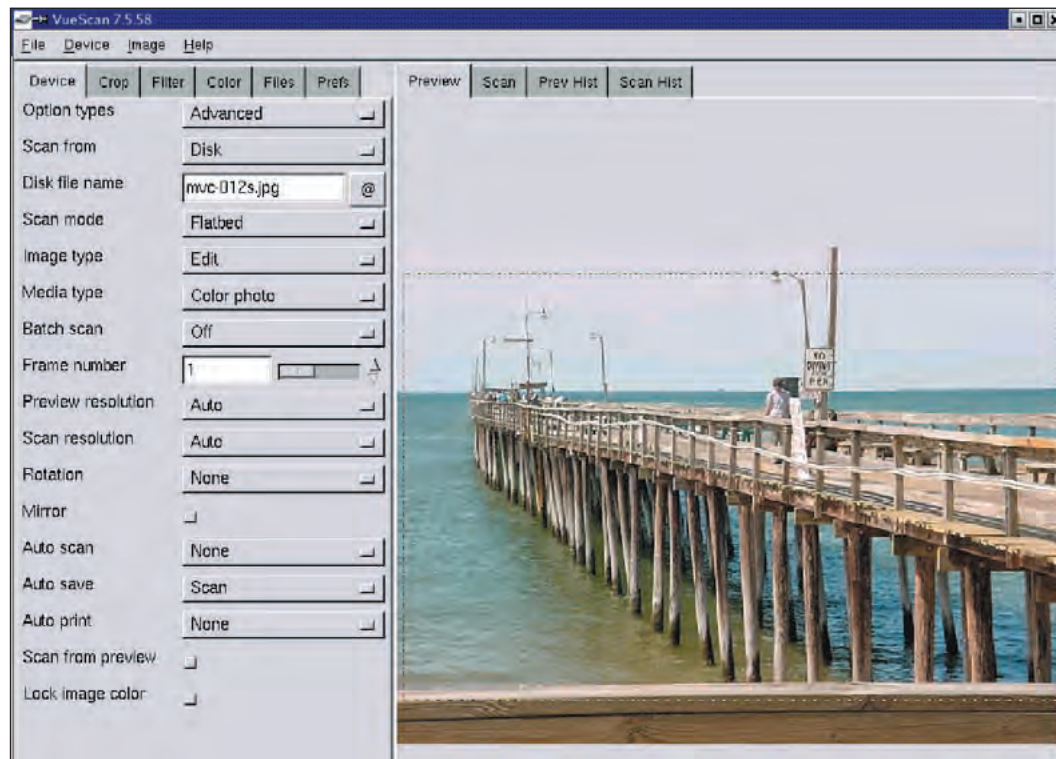 VueScan 7.5.58
File Device Image Help
Device Crop Filter Color Files Prefs
Preview Scan Prev Hist Scan Hist
Option types Advanced
Scan from Disk
Disk file name mvc-012s.jpg @
Scan mode Flatbed
Image type Edit
Media type Color photo
Batch scan Off
Frame number 1
Preview resolution Auto
Scan resolution Auto
Rotation None
Mirror
Auto scan None
Auto save Scan
Auto print None
Scan from preview
Lock image color
NO